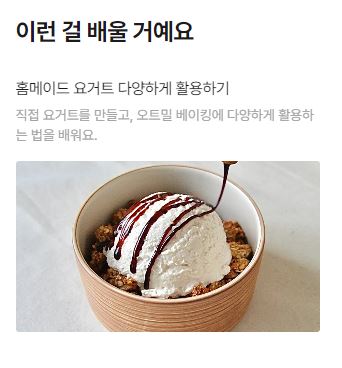 이런 걸 배울 거예요
홈메이드 요거트 다양하게 활용하기
직접 요거트를 만들고, 오트밀 베이킹에 다양하게 활용하
는 법을 배워요.